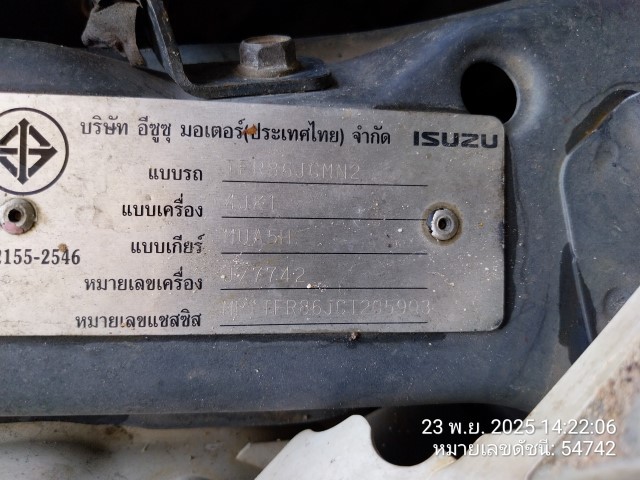 บริษัท อีซูซุ มอเตอร์(ประเทศไทย) จำกัด ISUZU
แบบรถ TFR86JGMN2
แบบเครื่อง 4JK1
2155-2546 แบบเกียร์ MUA5H
หมายเลขเครื่อง
หมายเลขแชสซิส
23 พ.ย. 2025 14:22:06
หมายเลขดัชนี: 54742